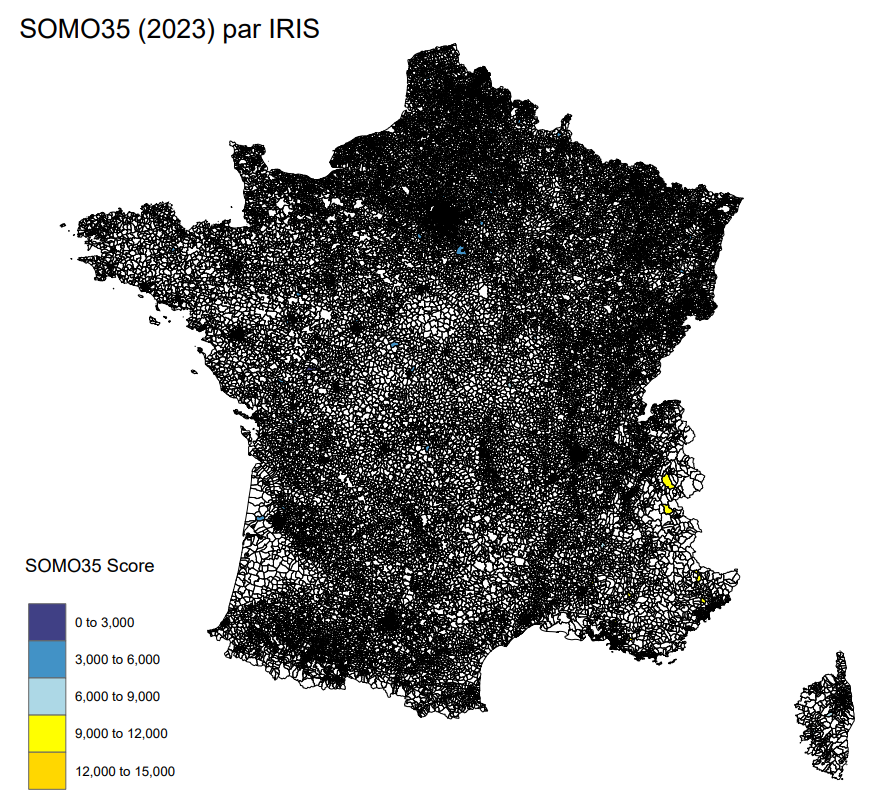 SOMO35 (2023) par IRIS
SOMO35 Score
0 to 3,000
3,000 to 6,000
6,000 to 9,000
9,000 to 12,000
12,000 to 15,000